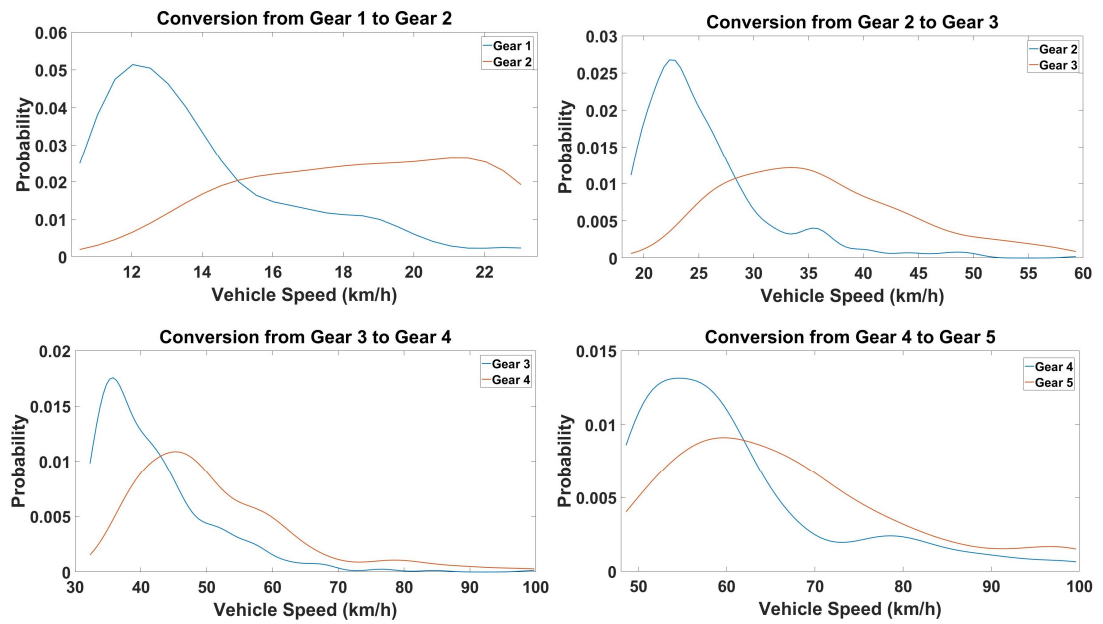 Conversion from Gear 1 to Gear 2
0.06
0.05
0.04
0.03
0.02
0.01
0
Probability
Gear 1
Gear 2
12 14 16 18 20 22
Vehicle Speed (km/h)
Conversion from Gear 2 to Gear 3
0.03
0.025
0.02
0.015
0.01
0.005
0
Probability
Gear 2
Gear 3
20 25 30 35 40 45 50 55 60
Vehicle Speed (km/h)
Conversion from Gear 3 to Gear 4
0.02
0.015
0.01
0.005
0
Probability
Gear 3
Gear 4
30 40 50 60 70 80 90 100
Vehicle Speed (km/h)
Conversion from Gear 4 to Gear 5
0.015
0.01
0.005
0
Probability
Gear 4
Gear 5
50 60 70 80 90 100
Vehicle Speed (km/h)